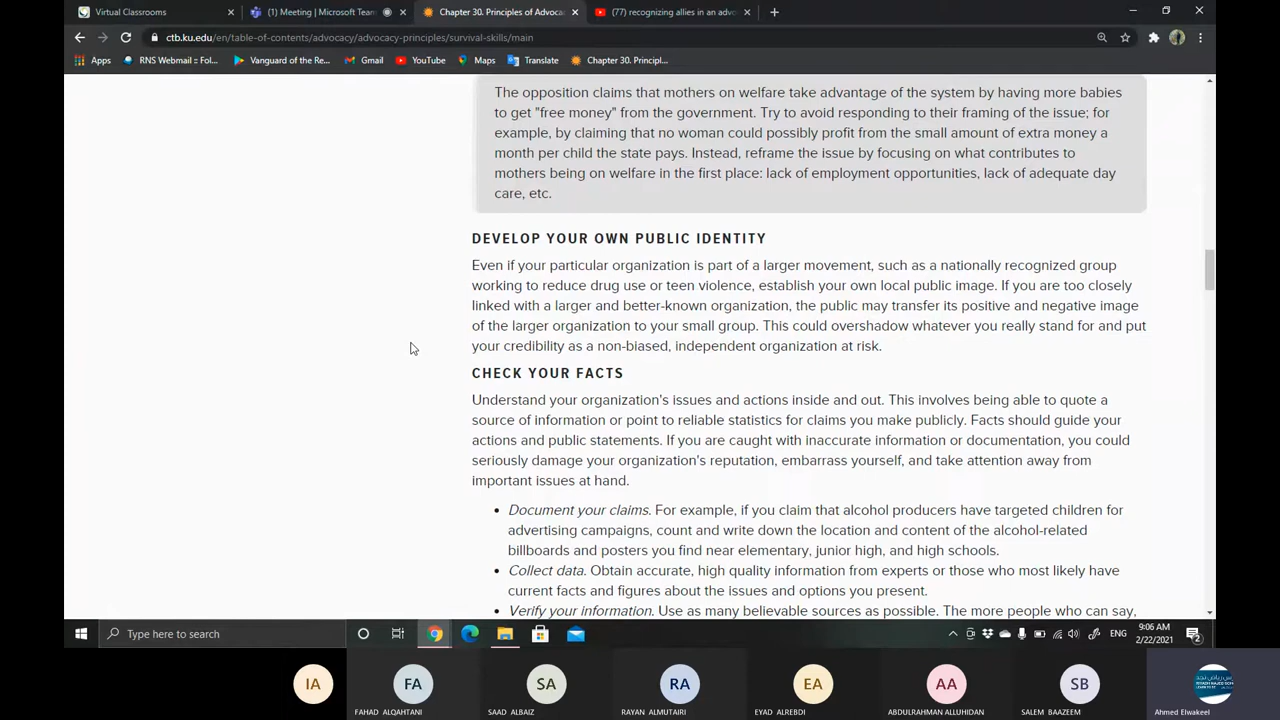 Virtual Classrooms
(1) Meeting | Microsoft Team
Chapter 30. Principles of Advoca
(77) recognizing allies in an advo
ctb.ku.edu/en/table-of-contents/advocacy/advocacy-principles/survival-skills/main
Apps
RNS Webmail :: Fol...
Vanguard of the Re...
Gmail
YouTube
Maps
Translate
Chapter 30. Principl...
The opposition claims that mothers on welfare take advantage of the system by having more babies
to get "free money" from the government. Try to avoid responding to their framing of the issue; for
example, by claiming that no woman could possibly profit from the small amount of extra money a
month per child the state pays. Instead, reframe the issue by focusing on what contributes to
mothers being on welfare in the first place: lack of employment opportunities, lack of adequate day
care, etc.
DEVELOP YOUR OWN PUBLIC IDENTITY
Even if your particular organization is part of a larger movement, such as a nationally recognized group
working to reduce drug use or teen violence, establish your own local public image. If you are too closely
linked with a larger and better-known organization, the public may transfer its positive and negative image
of the larger organization to your small group. This could overshadow whatever you really stand for and put
your credibility as a non-biased, independent organization at risk.
CHECK YOUR FACTS
Understand your organization's issues and actions inside and out. This involves being able to quote a
source of information or point to reliable statistics for claims you make publicly. Facts should guide your
actions and public statements. If you are caught with inaccurate information or documentation, you could
seriously damage your organization's reputation, embarrass yourself, and take attention away from
important issues at hand.
• Document your claims. For example, if you claim that alcohol producers have targeted children for
advertising campaigns, count and write down the location and content of the alcohol-related
billboards and posters you find near elementary, junior high, and high schools.
• Collect data. Obtain accurate, high quality information from experts or those who most likely have
current facts and figures about the issues and options you present.
• Verify your information. Use as many believable sources as possible. The more people who can say,
Type here to search
ENG
9:06 AM
2/22/2021
2
IA
FA
SA
RA
EA
AA
SB
FAHAD ALQAHTANI
SAAD ALBAIZ
RAYAN ALMUTAIRI
EYAD ALREBDI
ABDULRAHMAN ALLUHIDAN
SALEM BAAZEEM
Ahmed Elwakeel